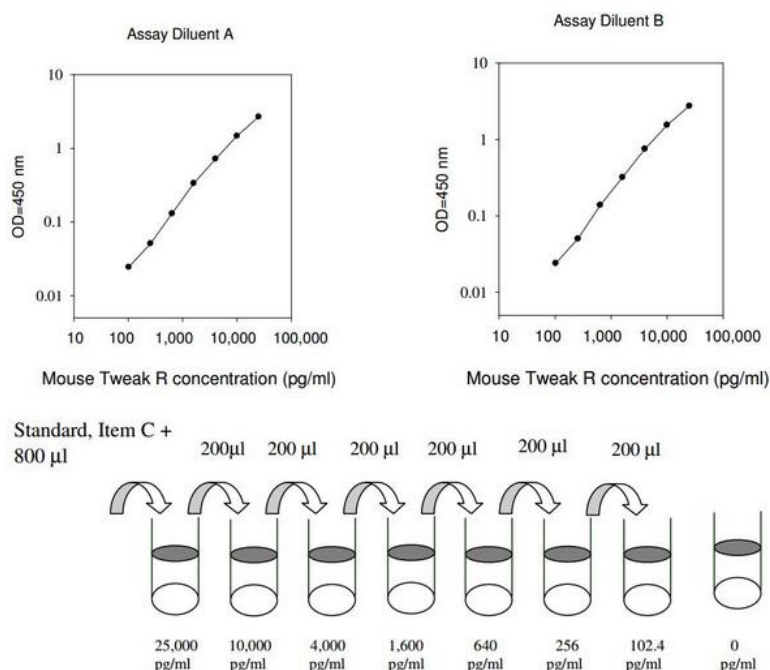 Assay Diluent A
10
1
0.1
0.01
OD=450 nm
10 100 1,000 10,000 100,000
Mouse Tweak R concentration (pg/ml)
Assay Diluent B
10
1
0.1
0.01
OD=450 nm
10 100 1,000 10,000 100,000
Mouse Tweak R concentration (pg/ml)
Standard, Item C +
800 µl
200µl 200 µl 200 µl 200 µl 200 µl 200 µl
25,000 10,000 4,000 1,600 640 256 102.4 0
pg/ml pg/ml pg/ml pg/ml pg/ml pg/ml pg/ml pg/ml